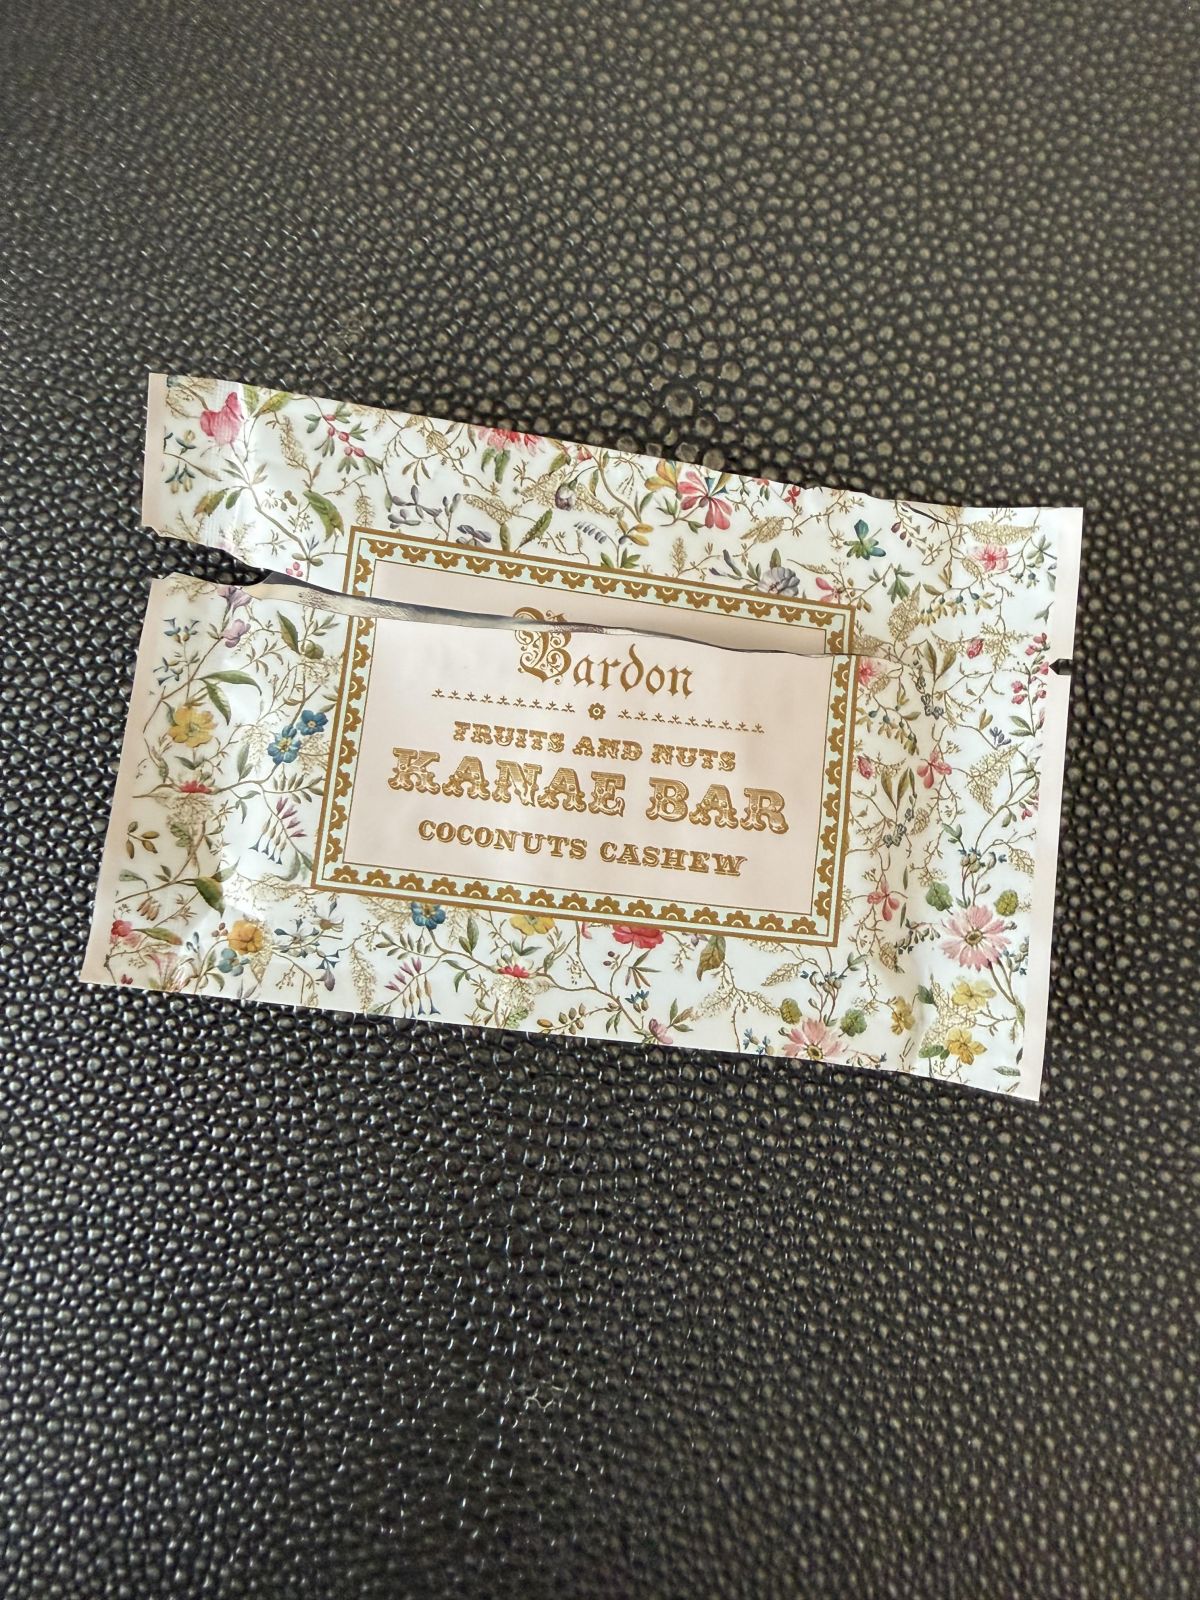 Bardon
FRUITS AND NUTS
KANAE BAR
COCONUTS CASHEW